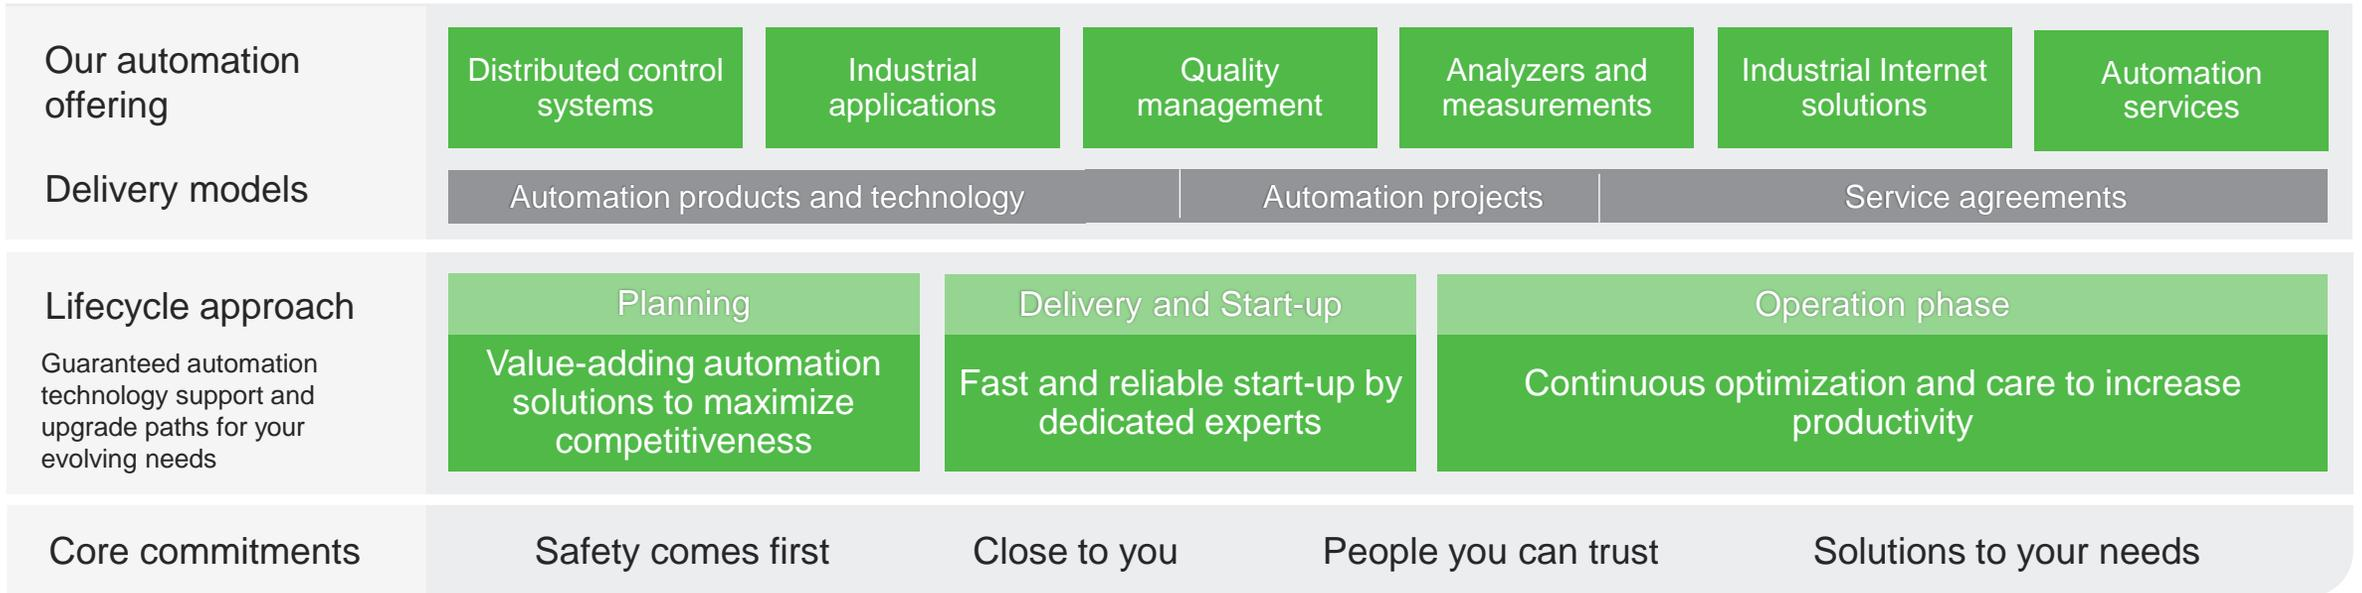 Our automation
offering
Distributed control
systems
Industrial
applications
Quality
management
Analyzers and
measurements
Industrial Internet
solutions
Automation
services
Delivery models
Automation products and technology
Automation projects
Service agreements
Lifecycle approach
Guaranteed automation
technology support and
upgrade paths for your
evolving needs
Planning
Value-adding automation
solutions to maximize
competitiveness
Delivery and Start-up
Fast and reliable start-up by
dedicated experts
Operation phase
Continuous optimization and care to increase
productivity
Core commitments
Safety comes first
Close to you
People you can trust
Solutions to your needs